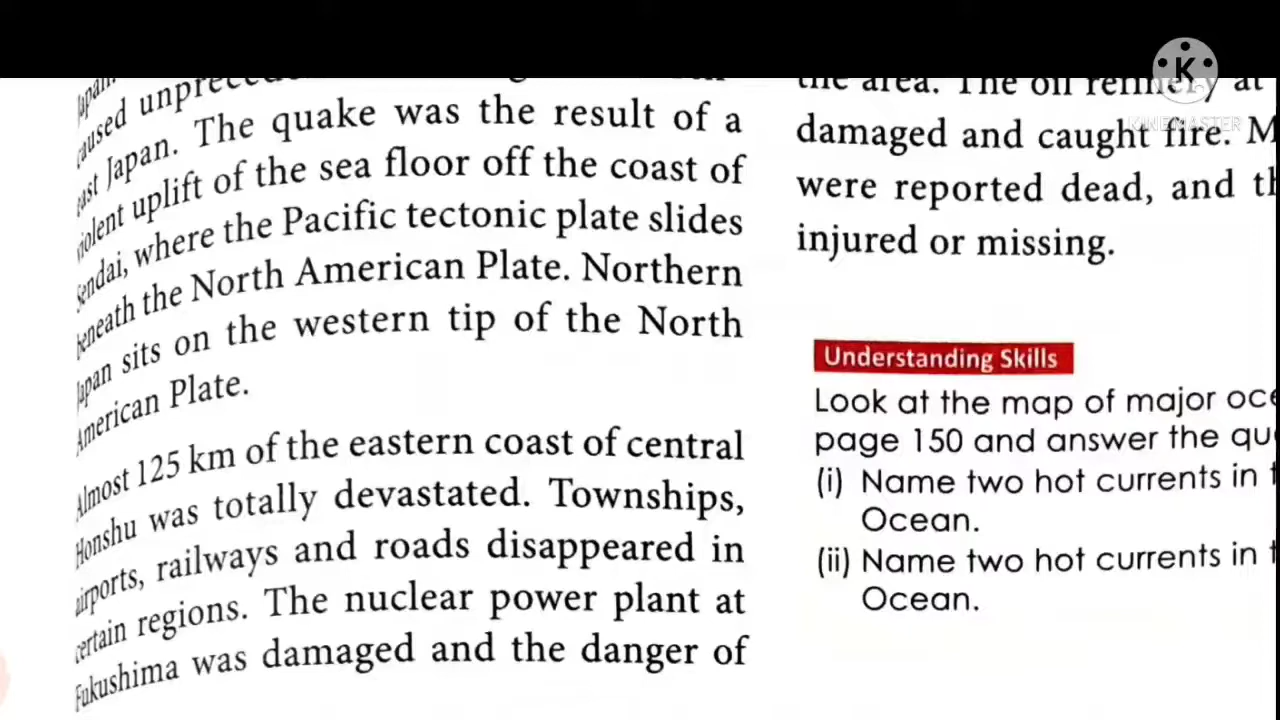 Japan.
caused
east Japan. The quake was the result of a
violent uplift of the sea floor off the coast of
Sendai, where the Pacific tectonic plate slides
beneath the North American Plate. Northern
Japan sits on the western tip of the North
American Plate.
Almost 125 km of the eastern coast of central
Honshu was totally devastated. Townships,
airports, railways and roads disappeared in
certain regions. The nuclear power plant at
Fukushima was damaged and the danger of
the area. The oil refinery at
damaged and caught fire. M
were reported dead, and th
injured or missing.
Understanding Skills
Look at the map of major oce
page 150 and answer the qu
(i) Name two hot currents in t
Ocean.
(ii) Name two hot currents in t
Ocean.
K
KINEMASTER